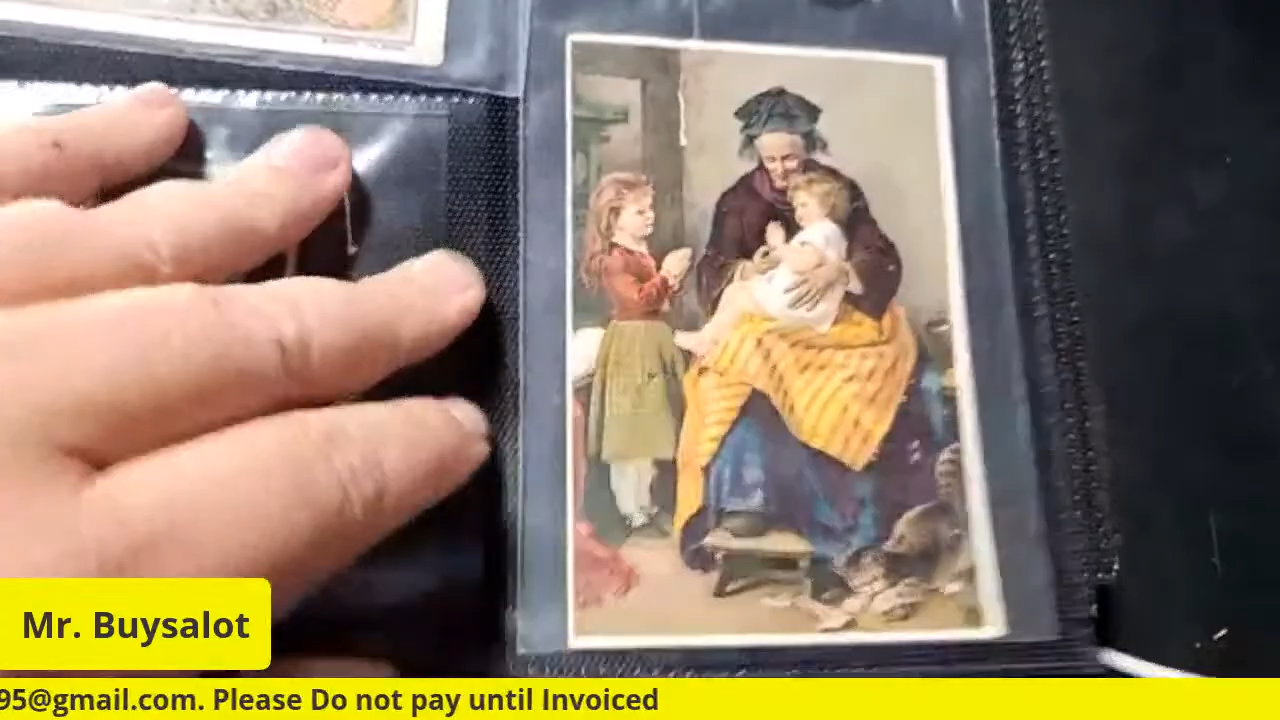 Mr. Buysalot
95@gmail.com. Please Do not pay until Invoiced